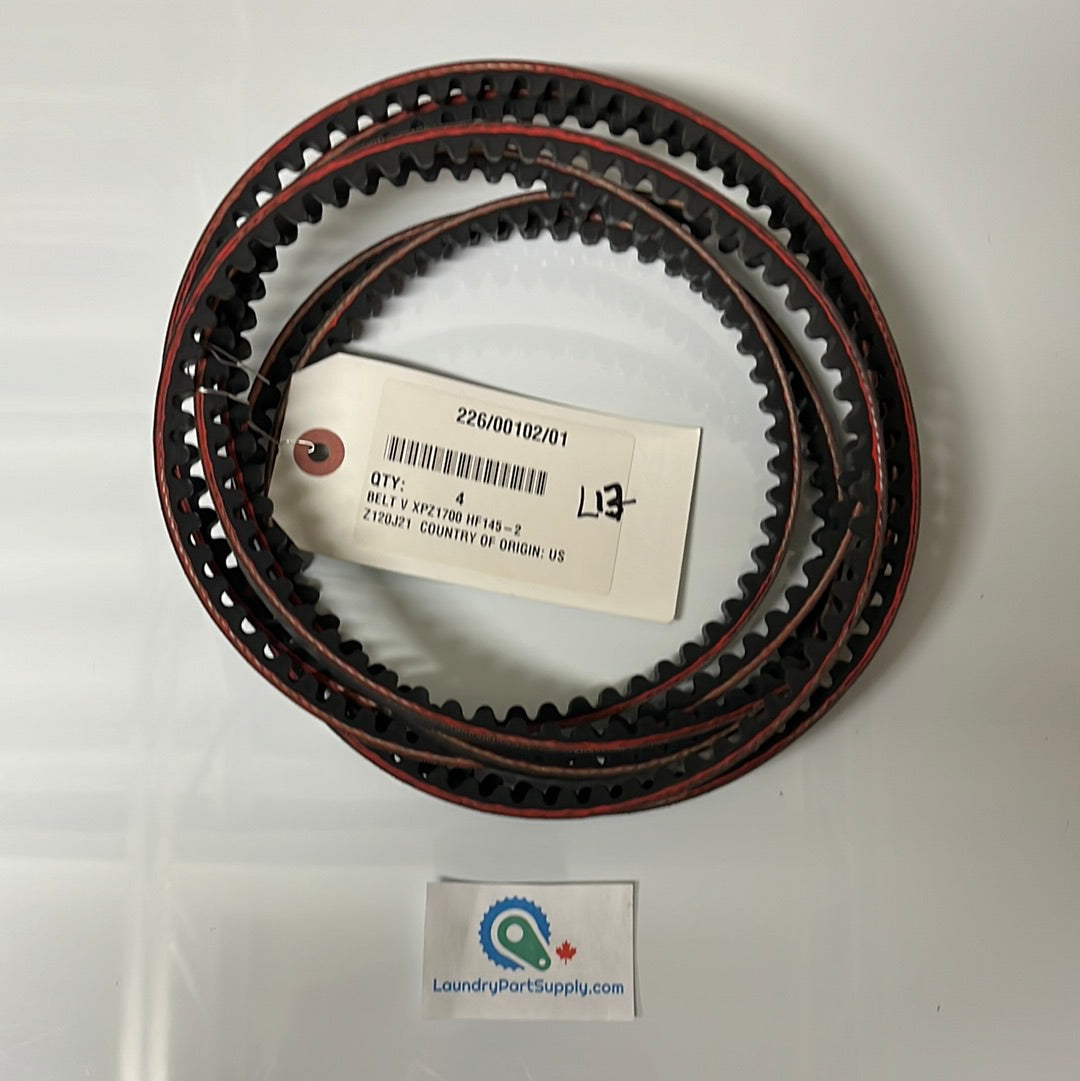 226/00102/01
QTY: 4
BELT V XPZ1700 HF145-2
Z120J21 COUNTRY OF ORIGIN: US
L13
LaundryPartSupply.com